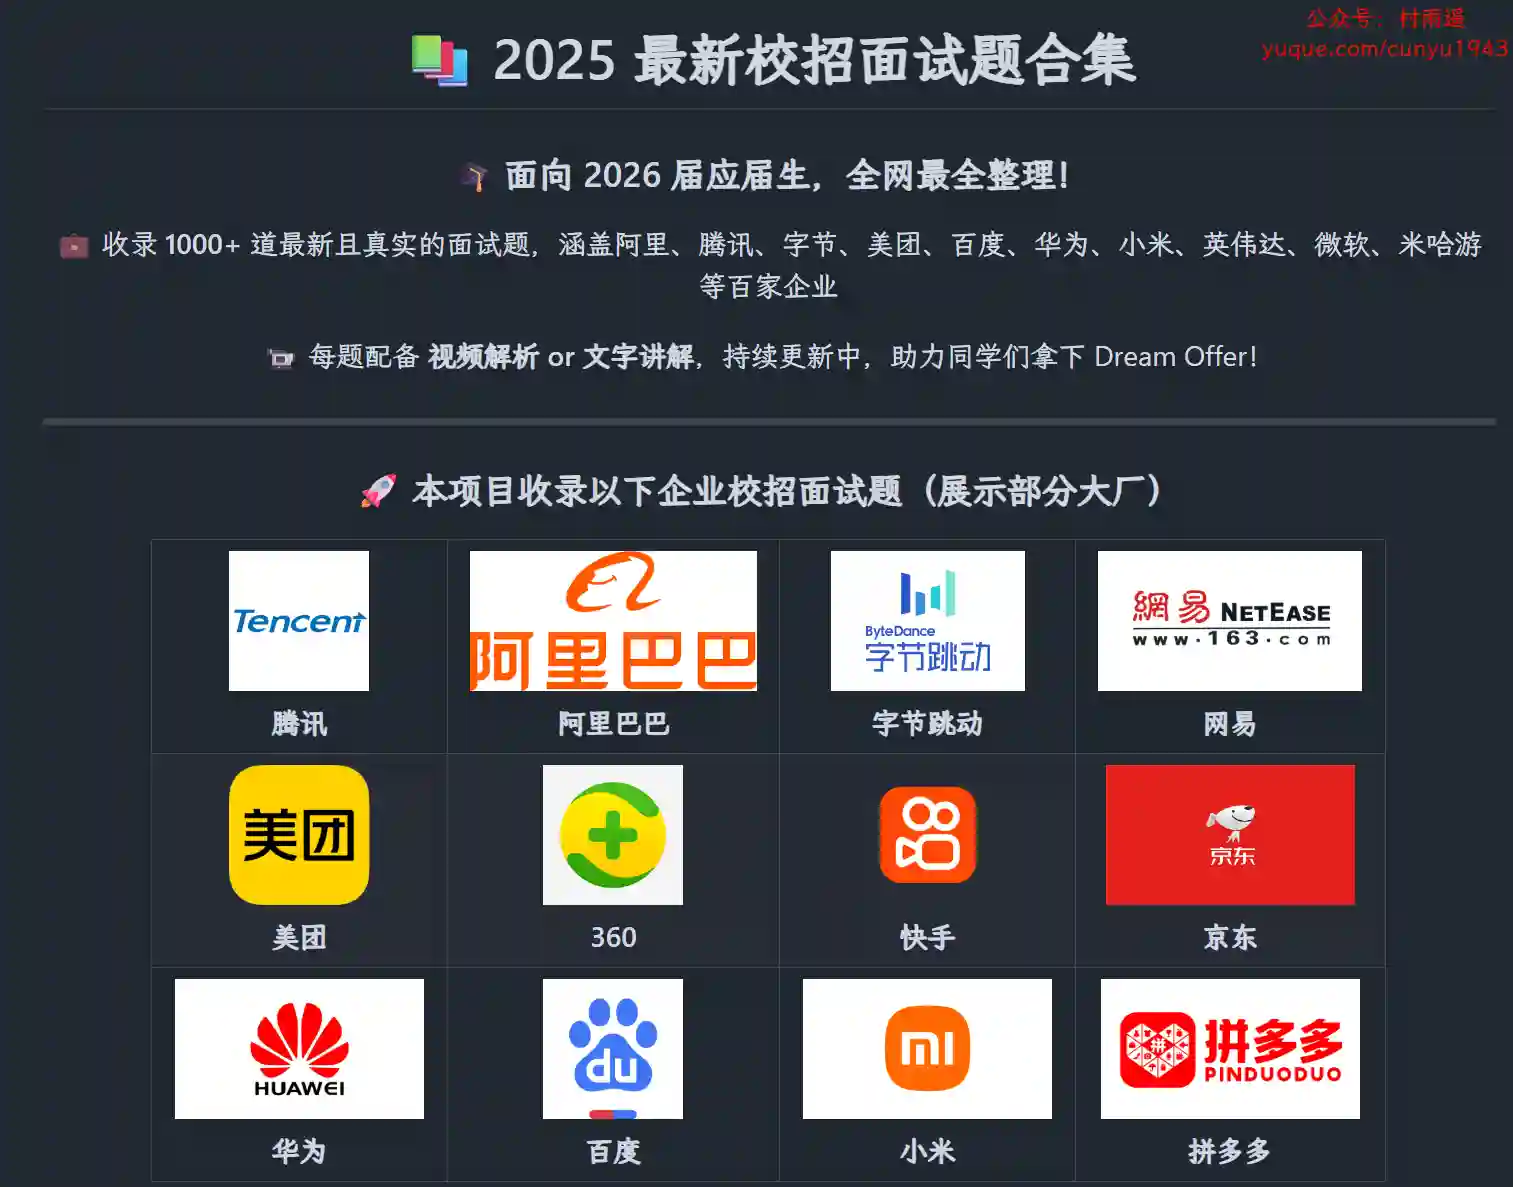 公众号：村雨遥
yuque.com/cunyu1943
2025 最新校招面试题合集
面向 2026 届应届生，全网最全整理！
收录 1000+ 道最新且真实的面试题，涵盖阿里、腾讯、字节、美团、百度、华为、小米、英伟达、微软、米哈游
等百家企业
每题配备 视频解析 or 文字讲解，持续更新中，助力同学们拿下 Dream Offer！
本项目收录以下企业校招面试题（展示部分大厂）
Tencent
阿里巴巴
ByteDance
字节跳动
網易 NETEASE
www.163.com
腾讯
阿里巴巴
字节跳动
网易
美团
京东
美团
360
快手
京东
HUAWEI
du
mi
拼
拼多多
PINDUODUO
华为
百度
小米
拼多多